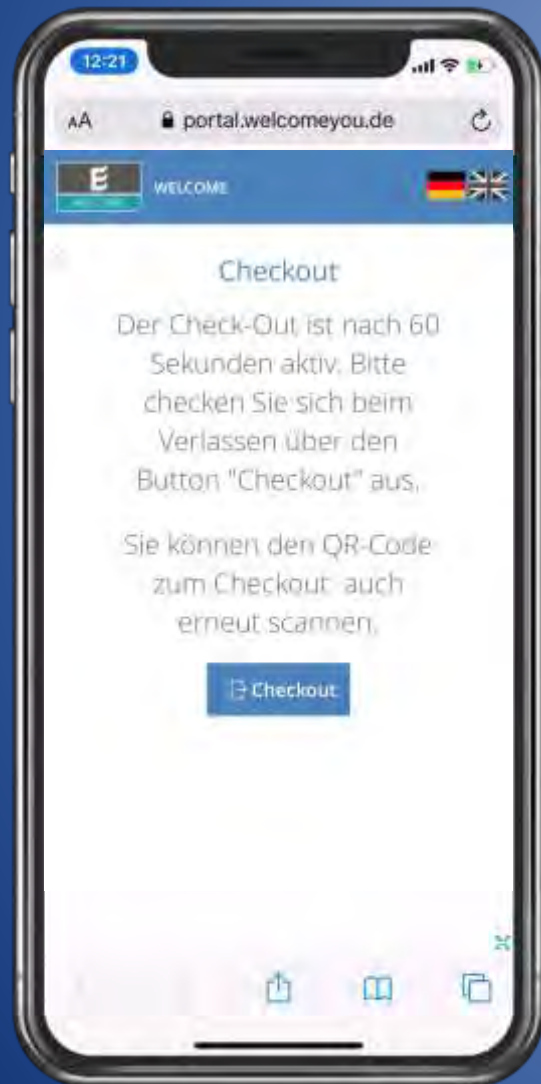 12:21
AA portal.welcomeyou.de
E WELCOME
Checkout
Der Check-Out ist nach 60
Sekunden aktiv. Bitte
checken Sie sich beim
Verlassen über den
Button "Checkout" aus.
Sie können den QR-Code
zum Checkout auch
erneut scannen.
Checkout